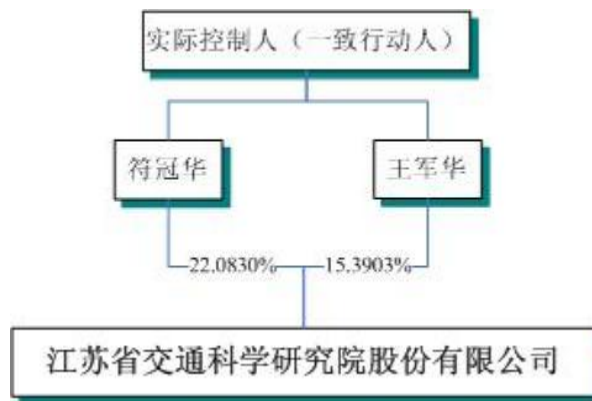 实际控制人（一致行动人）
符冠华
王军华
22.0830%
15.3903%
江苏省交通科学研究院股份有限公司